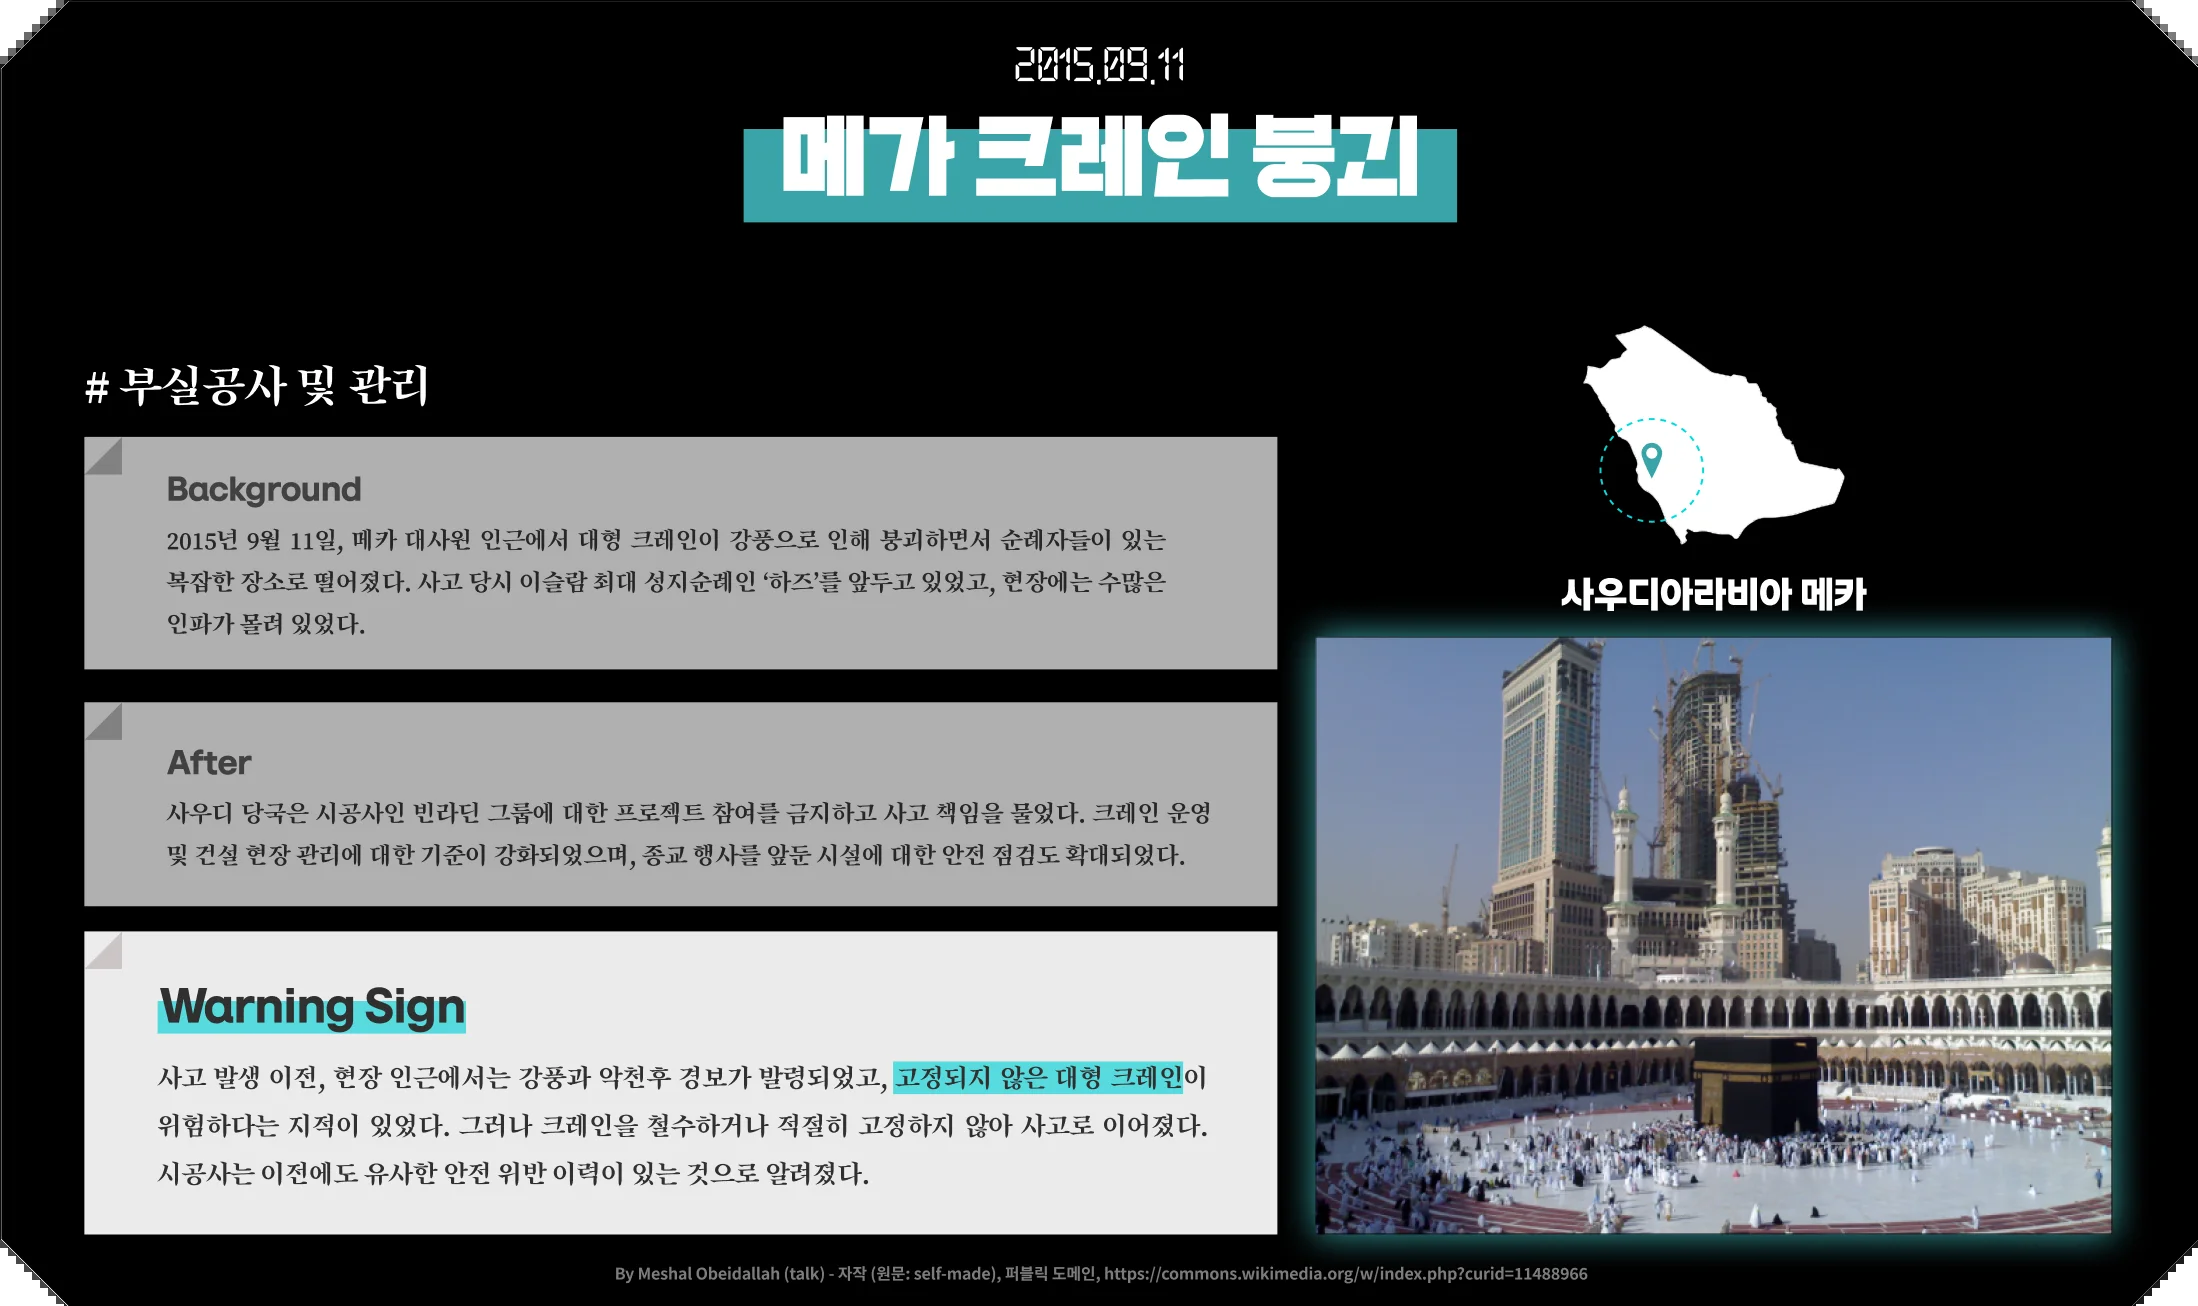 2015.09.11
메가 크레인 붕괴
# 부실공사 및 관리
Background
2015년 9월 11일, 메카 대사원 인근에서 대형 크레인이 강풍으로 인해 붕괴하면서 순례자들이 있는
복잡한 장소로 떨어졌다. 사고 당시 이슬람 최대 성지순례인 ‘하즈’를 앞두고 있었고, 현장에는 수많은
인파가 몰려 있었다.
After
사우디 당국은 시공사인 빈라딘 그룹에 대한 프로젝트 참여를 금지하고 사고 책임을 물었다. 크레인 운영
및 건설 현장 관리에 대한 기준이 강화되었으며, 종교 행사를 앞둔 시설에 대한 안전 점검도 확대되었다.
Warning Sign
사고 발생 이전, 현장 인근에서는 강풍과 악천후 경보가 발령되었고, 고정되지 않은 대형 크레인이
위험하다는 지적이 있었다. 그러나 크레인을 철수하거나 적절히 고정하지 않아 사고로 이어졌다.
시공사는 이전에도 유사한 안전 위반 이력이 있는 것으로 알려졌다.
사우디아라비아 메카
By Meshal Obeidallah (talk) - 자작 (원문: self-made), 퍼블릭 도메인, https://commons.wikimedia.org/w/index.php?curid=11488966